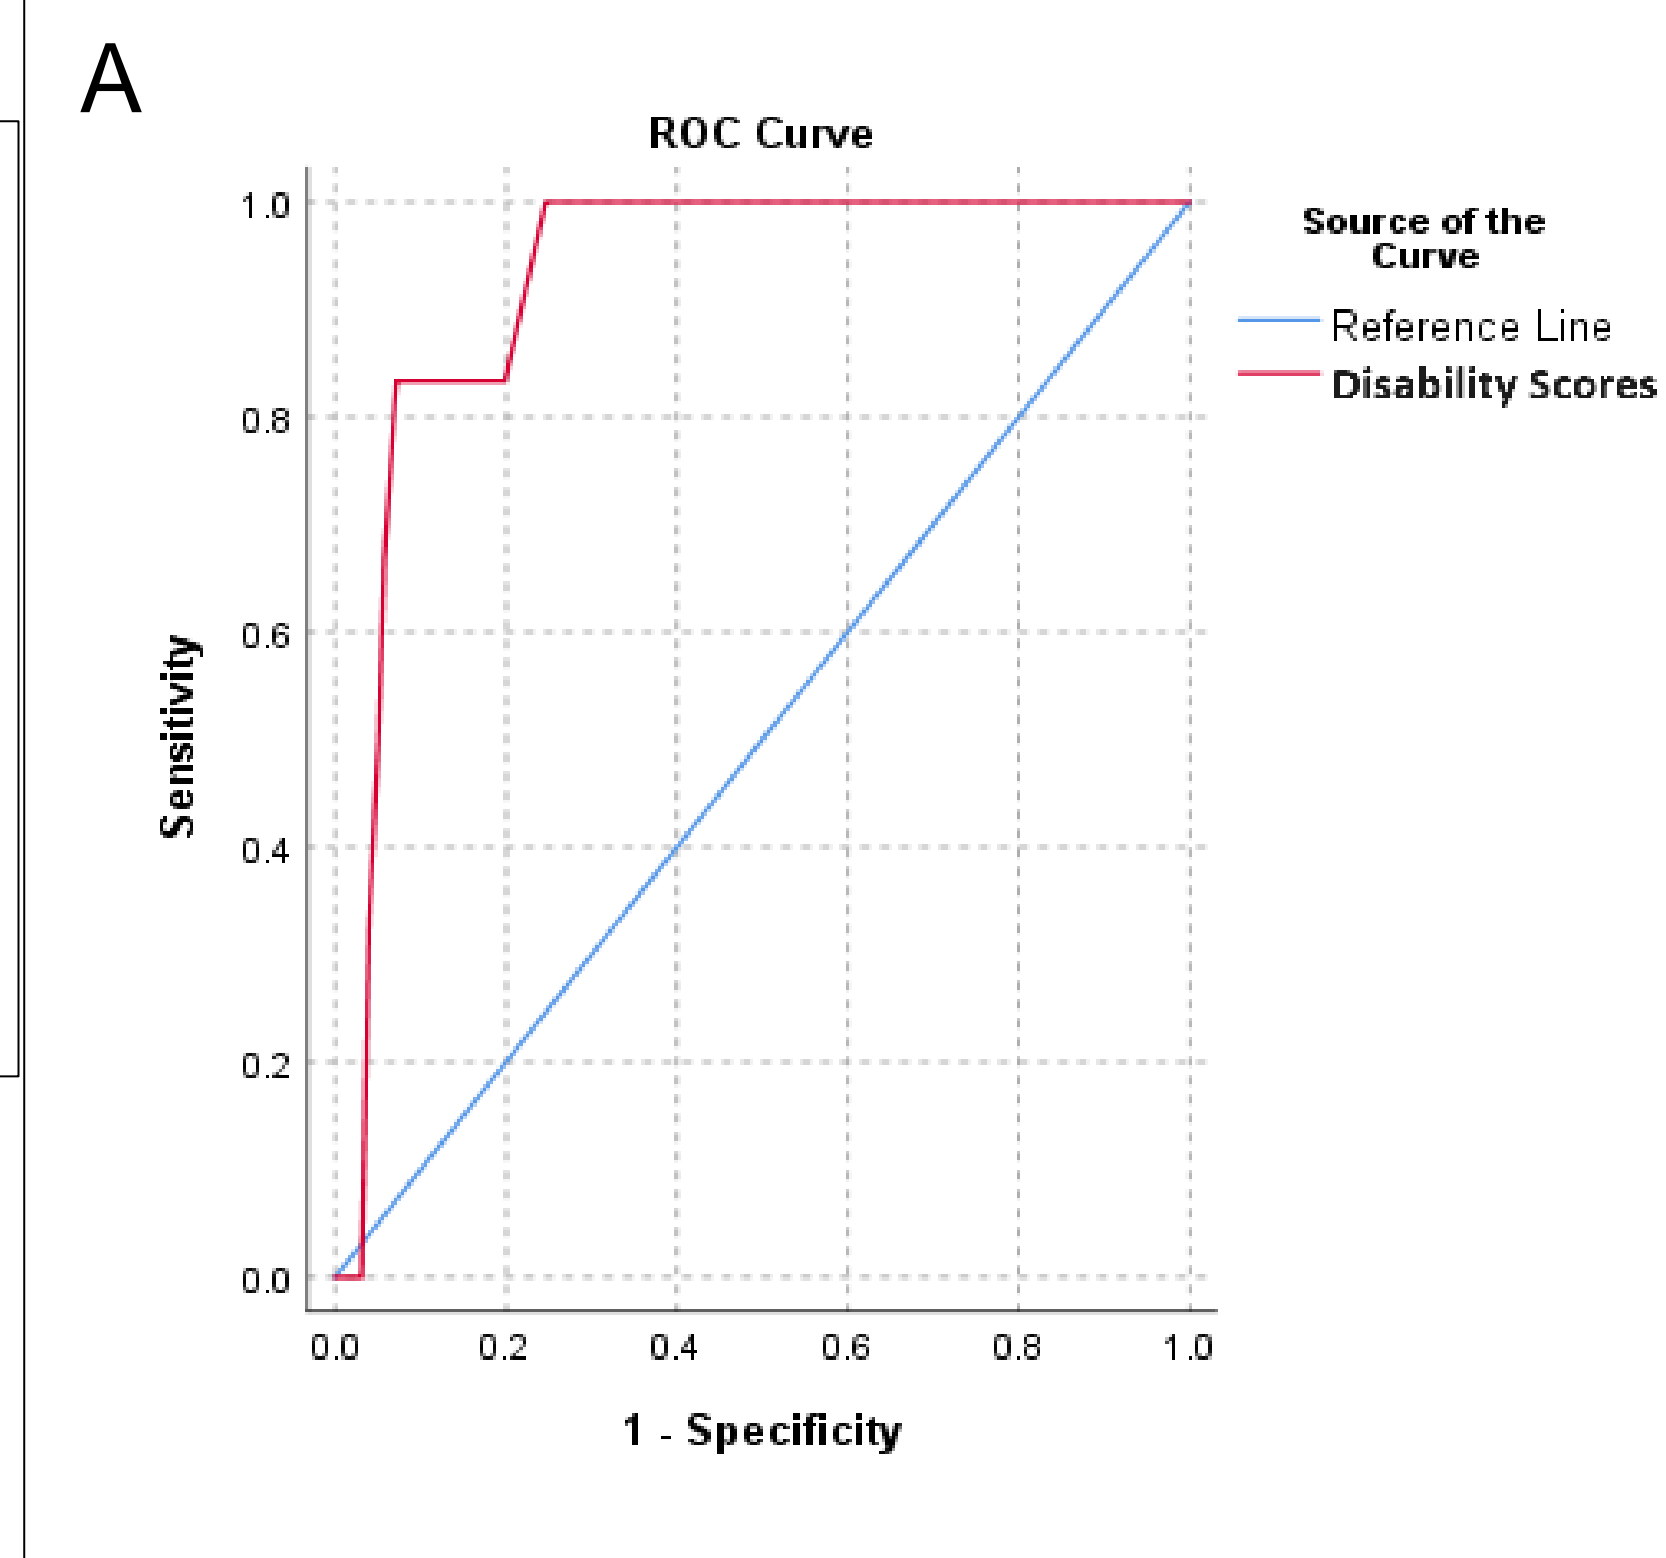 A
ROC Curve
1.0
0.8
0.6
0.4
0.2
0.0
Sensitivity
0.0 0.2 0.4 0.6 0.8 1.0
1 - Specificity
Source of the
Curve
Reference Line
Disability Scores